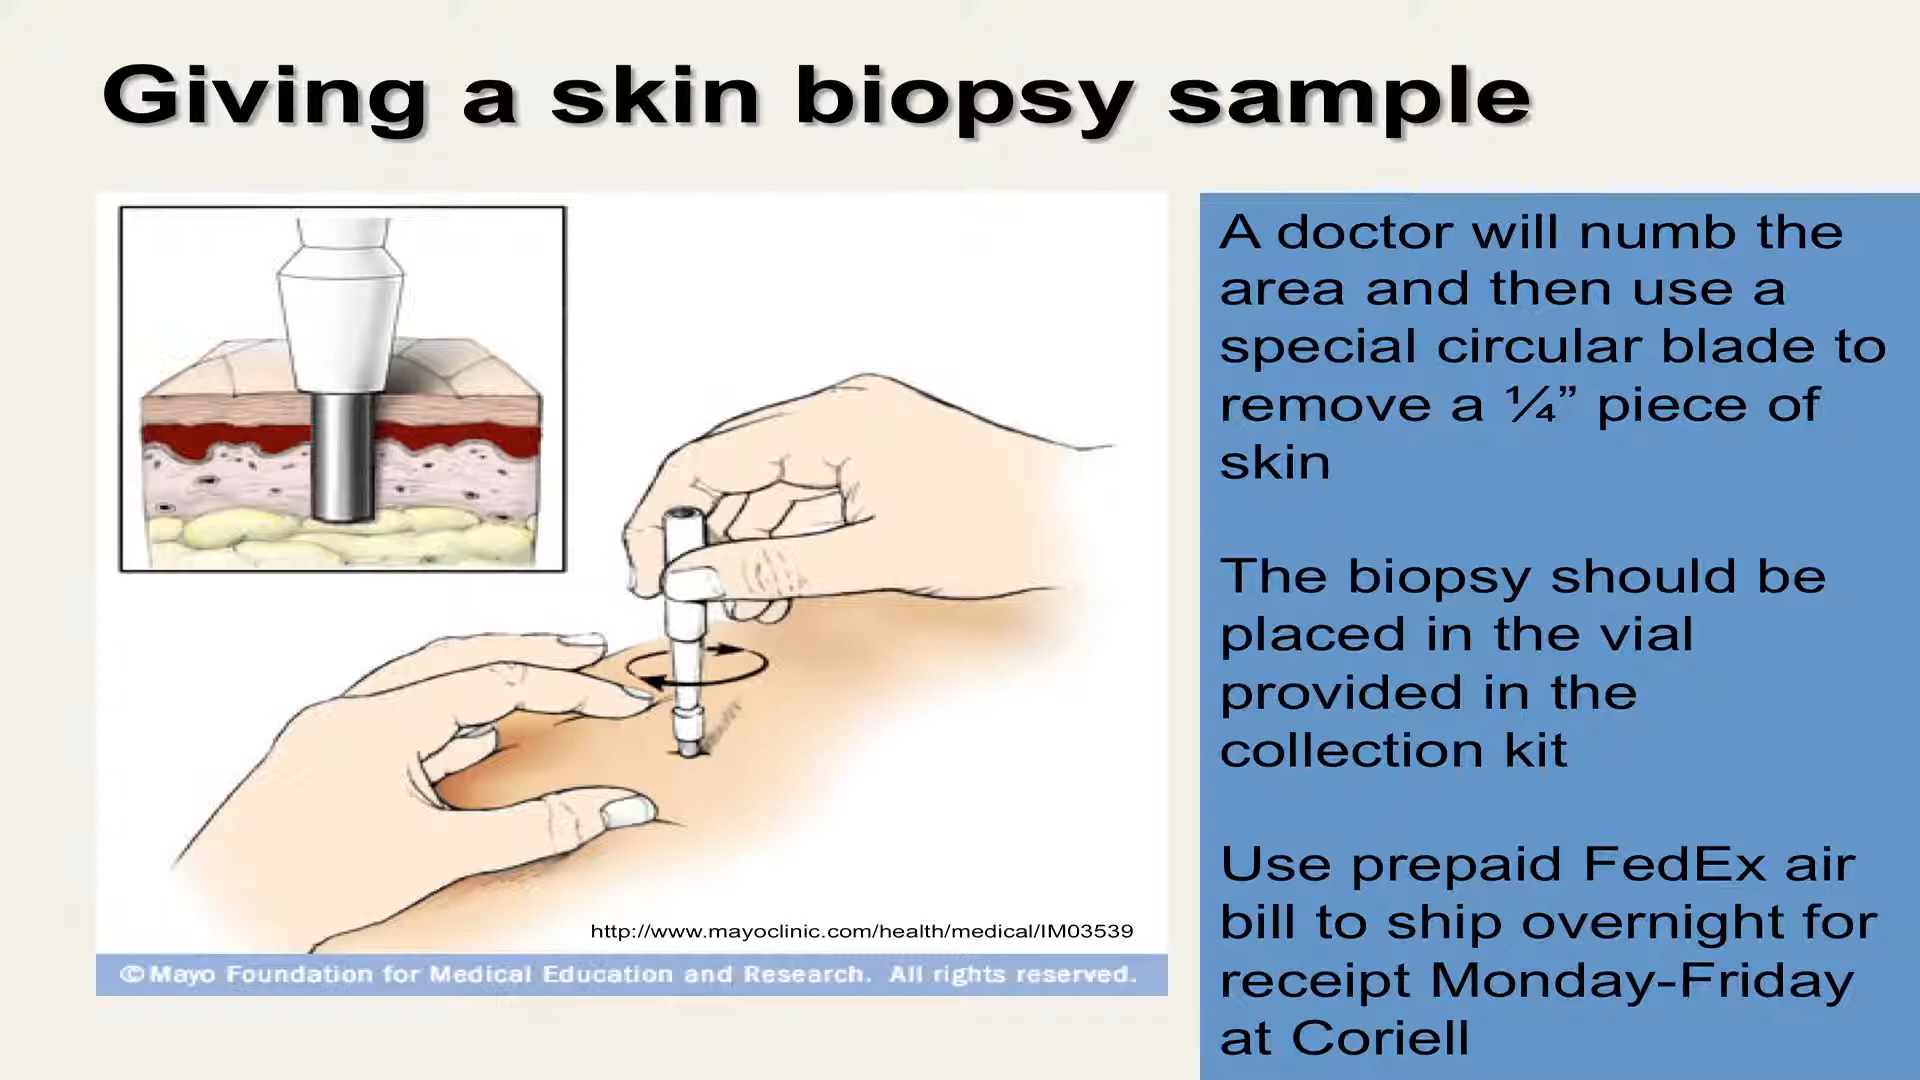 Giving a skin biopsy sample
A doctor will numb the
area and then use a
special circular blade to
remove a ¼” piece of
skin
The biopsy should be
placed in the vial
provided in the
collection kit
Use prepaid FedEx air
bill to ship overnight for
receipt Monday-Friday
at Coriell
http://www.mayoclinic.com/health/medical/IM03539
©Mayo Foundation for Medical Education and Research. All rights reserved.